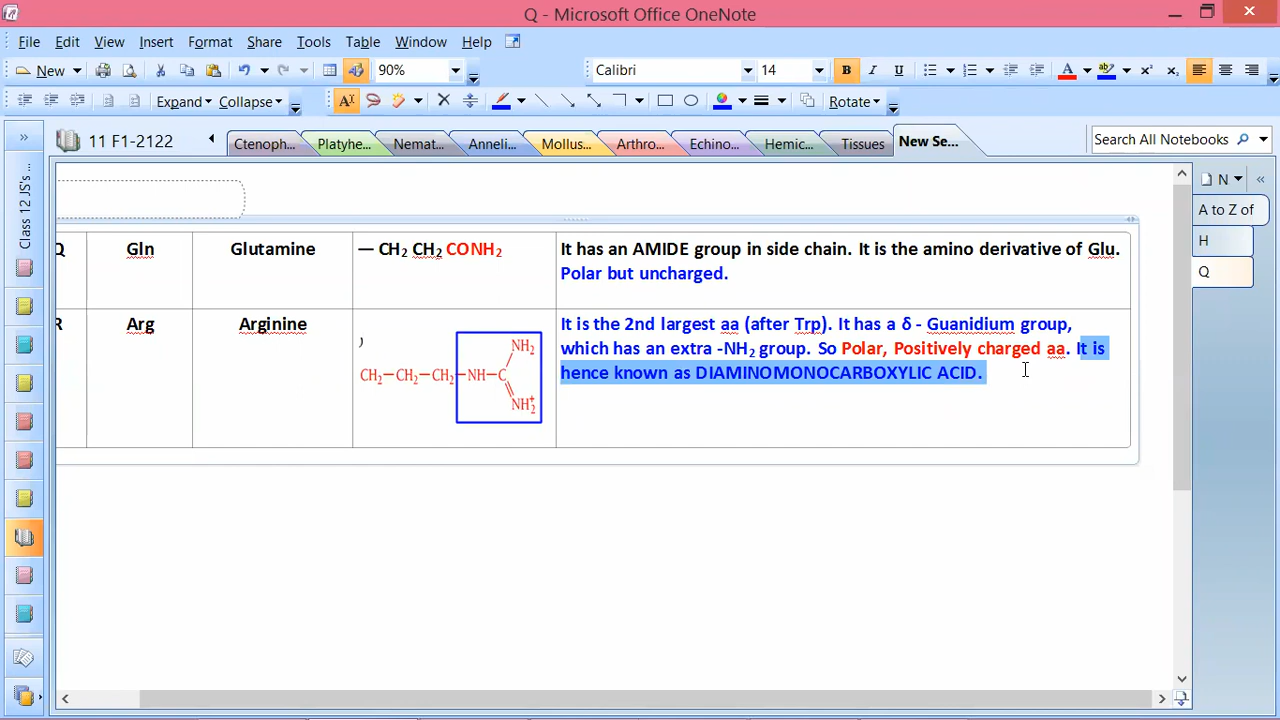 Q - Microsoft Office OneNote
File Edit View Insert Format Share Tools Table Window Help
New 90% Calibri 14 B I U
Expand Collapse Rotate
11 F1-2122 Ctenoph... Platyhe... Nemat... Anneli... Mollus... Arthro... Echino... Hemic... Tissues New Se... Search All Notebooks
Class 12 JS's...
N
A to Z of
H
Q
Q Gln Glutamine — CH₂ CH₂ CONH₂ It has an AMIDE group in side chain. It is the amino derivative of Glu.
Polar but uncharged.
R Arg Arginine It is the 2nd largest aa (after Trp). It has a δ - Guanidium group,
which has an extra -NH₂ group. So Polar, Positively charged aa. It is
hence known as DIAMINOMONOCARBOXYLIC ACID.
)
NH₂
CH₂—CH₂—CH₂—NH—C
NH₂⁺